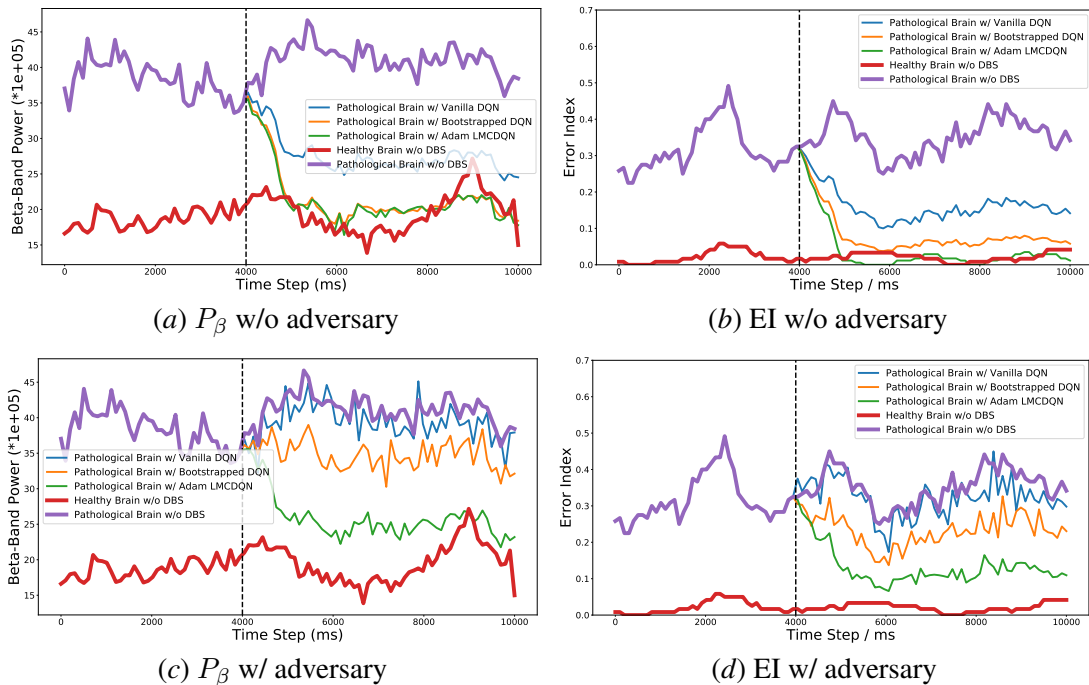 45
40
35
30
25
20
15
Beta-Band Power (*1e+05)
Pathological Brain w/ Vanilla DQN
Pathological Brain w/ Bootstrapped DQN
Pathological Brain w/ Adam LMCDQN
Healthy Brain w/o DBS
Pathological Brain w/o DBS
0 2000 4000 6000 8000 10000
Time Step (ms)
(a) Pβ w/o adversary
0.7
0.6
0.5
0.4
0.3
0.2
0.1
0.0
Error Index
Pathological Brain w/ Vanilla DQN
Pathological Brain w/ Bootstrapped DQN
Pathological Brain w/ Adam LMCDQN
Healthy Brain w/o DBS
Pathological Brain w/o DBS
0 2000 4000 6000 8000 10000
Time Step / ms
(b) EI w/o adversary
45
40
35
30
25
20
15
Beta-Band Power (*1e+05)
Pathological Brain w/ Vanilla DQN
Pathological Brain w/ Bootstrapped DQN
Pathological Brain w/ Adam LMCDQN
Healthy Brain w/o DBS
Pathological Brain w/o DBS
0 2000 4000 6000 8000 10000
Time Step (ms)
(c) Pβ w/ adversary
0.7
0.6
0.5
0.4
0.3
0.2
0.1
0.0
Error Index
Pathological Brain w/ Vanilla DQN
Pathological Brain w/ Bootstrapped DQN
Pathological Brain w/ Adam LMCDQN
Healthy Brain w/o DBS
Pathological Brain w/o DBS
0 2000 4000 6000 8000 10000
Time Step / ms
(d) EI w/ adversary